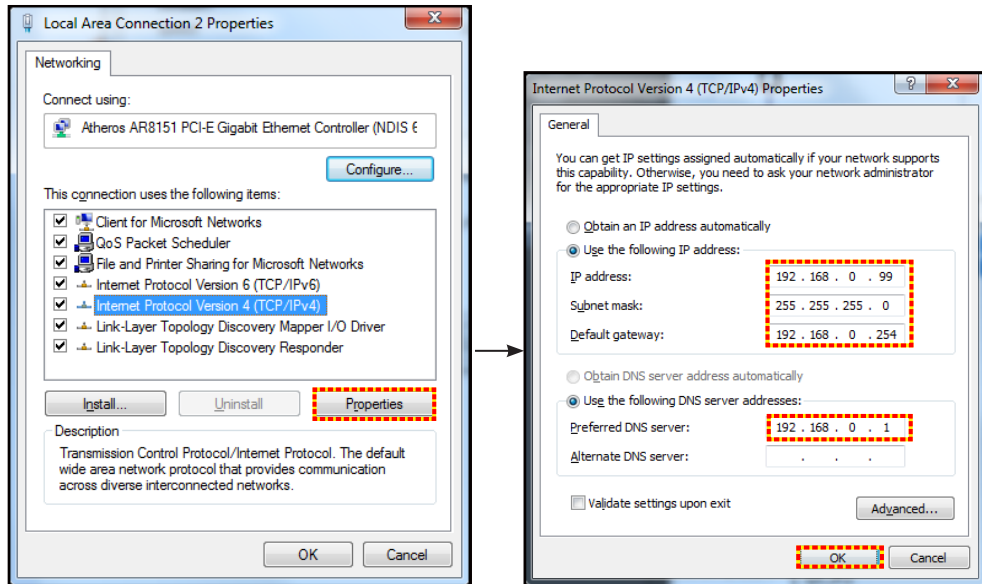 Local Area Connection 2 Properties
Networking
Connect using:
Atheros AR8151 PCI-E Gigabit Ethernet Controller (NDIS 6
Configure...
This connection uses the following items:
Client for Microsoft Networks
QoS Packet Scheduler
File and Printer Sharing for Microsoft Networks
Internet Protocol Version 6 (TCP/IPv6)
Internet Protocol Version 4 (TCP/IPv4)
Link-Layer Topology Discovery Mapper I/O Driver
Link-Layer Topology Discovery Responder
Install...
Uninstall
Properties
Description
Transmission Control Protocol/Internet Protocol. The default
wide area network protocol that provides communication
across diverse interconnected networks.
OK
Cancel
Internet Protocol Version 4 (TCP/IPv4) Properties
General
You can get IP settings assigned automatically if your network supports
this capability. Otherwise, you need to ask your network administrator
for the appropriate IP settings.
Obtain an IP address automatically
Use the following IP address:
IP address: 192 . 168 . 0 . 99
Subnet mask: 255 . 255 . 255 . 0
Default gateway: 192 . 168 . 0 . 254
Obtain DNS server address automatically
Use the following DNS server addresses:
Preferred DNS server: 192 . 168 . 0 . 1
Alternate DNS server: . . .
Validate settings upon exit
Advanced...
OK
Cancel